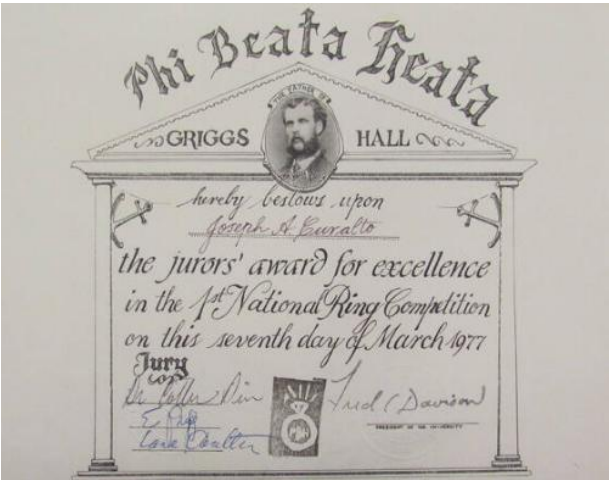 Phi Beata Heata
THE FATHER OF
GRIGGS HALL
hereby bestows upon
Joseph A. Curalto
the jurors' award for excellence
in the 1st National Ring Competition
on this seventh day of March 1977
Jury
Fred C Davison
Coulter
PRESIDENT OF THE UNIVERSITY